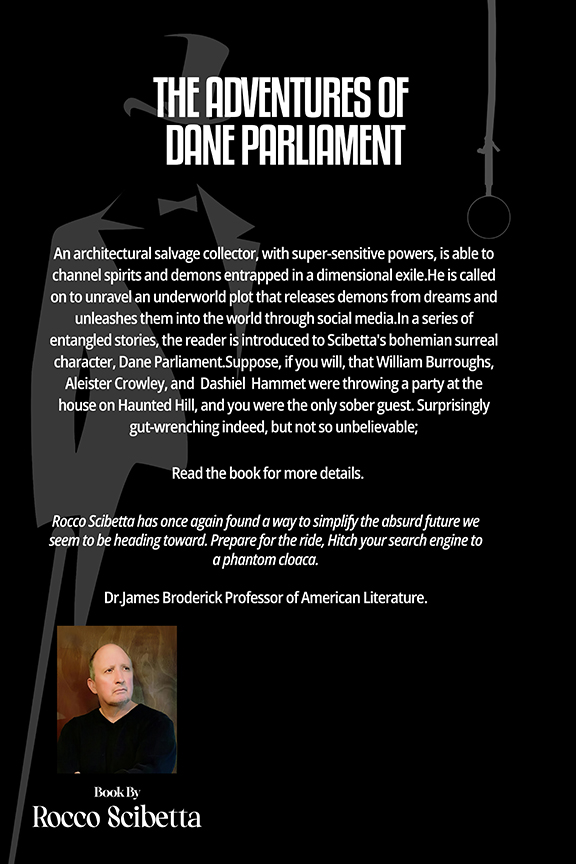 THE ADVENTURES OF
DANE PARLIAMENT
An architectural salvage collector, with super-sensitive powers, is able to
channel spirits and demons entrapped in a dimensional exile.He is called
on to unravel an underworld plot that releases demons from dreams and
unleashes them into the world through social media.In a series of
entangled stories, the reader is introduced to Scibetta's bohemian surreal
character, Dane Parliament.Suppose, if you will, that William Burroughs,
Aleister Crowley, and Dashiel Hammet were throwing a party at the
house on Haunted Hill, and you were the only sober guest. Surprisingly
gut-wrenching indeed, but not so unbelievable;
Read the book for more details.
Rocco Scibetta has once again found a way to simplify the absurd future we
seem to be heading toward. Prepare for the ride, Hitch your search engine to
a phantom cloaca.
Dr.James Broderick Professor of American Literature.
Book By
Rocco Scibetta